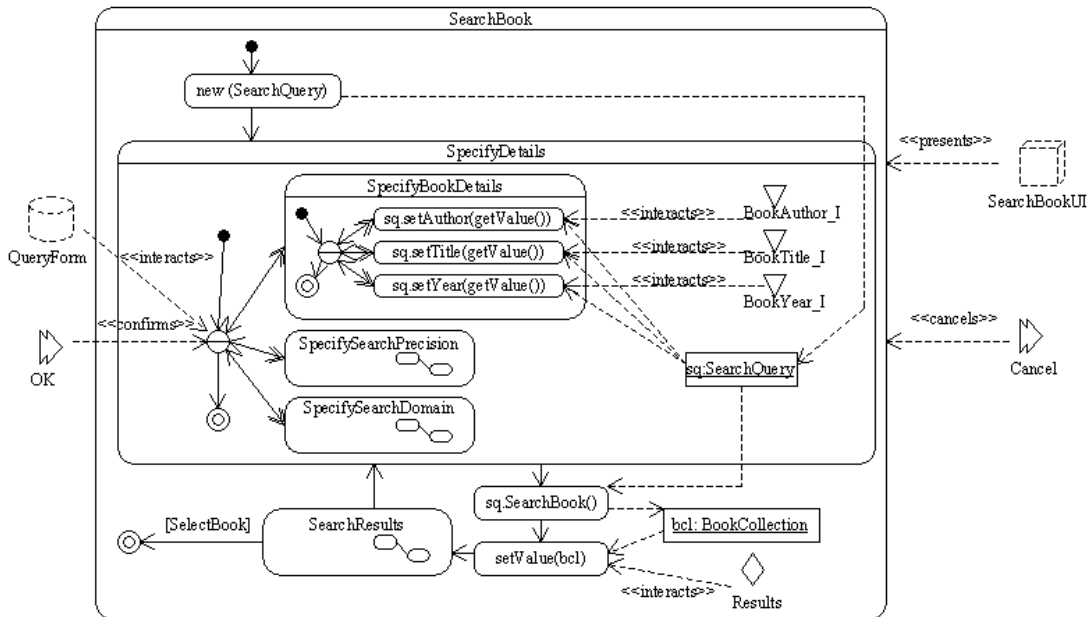 SearchBook
new (SearchQuery)
SpecifyDetails
<<presents>>
SearchBookUI
SpecifyBookDetails
sq.setAuthor(getValue())
<<interacts>>
BookAuthor_I
sq.setTitle(getValue())
<<interacts>>
BookTitle_I
sq.setYear(getValue())
<<interacts>>
BookYear_I
QueryForm
<<interacts>>
<<confirms>>
OK
<<cancels>>
Cancel
SpecifySearchPrecision
sq:SearchQuery
SpecifySearchDomain
sq.SearchBook()
[SelectBook]
SearchResults
bcl: BookCollection
setValue(bcl)
<<interacts>>
Results